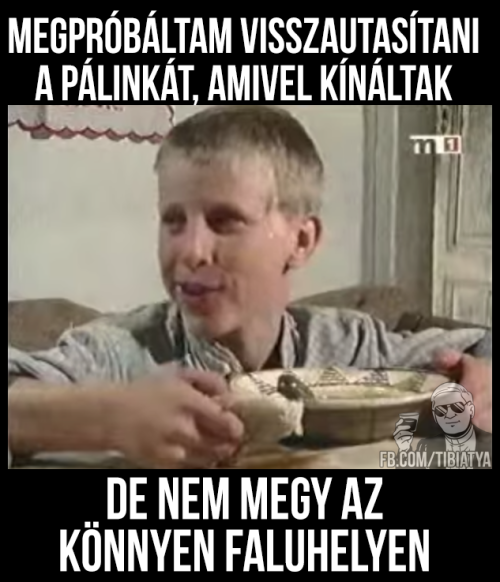 MEGPRÓBÁLTAM VISSZAUTASÍTANI
A PÁLINKÁT, AMIVEL KÍNÁLTAK
m1
FB.COM/TIBIATYA
DE NEM MEGY AZ
KÖNNYEN FALUHELYEN